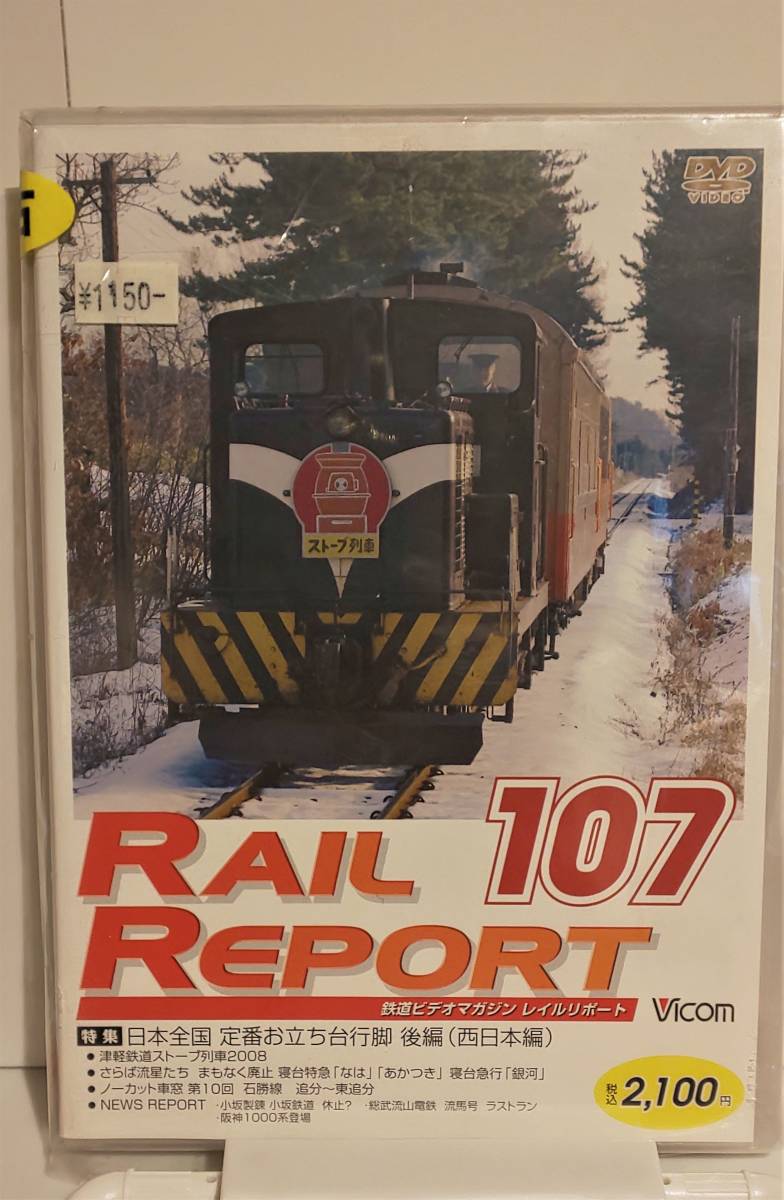 DVD
VIDEO
¥1150-
ストーブ列車
107
RAIL
REPORT
鉄道ビデオマガジン レイルリポート
Vicom
特集 日本全国 定番お立ち台行脚 後編(西日本編)
● 津軽鉄道ストーブ列車2008
● さらば流星たち まもなく廃止 寝台特急「なは」「あかつき」 寝台急行「銀河」
● ノーカット車窓 第10回 石勝線 追分~東追分
● NEWS REPORT ・小坂製錬 小坂鉄道 休止? ・総武流山電鉄 流馬号 ラストラン
・阪神1000系登場
税込 2,100円